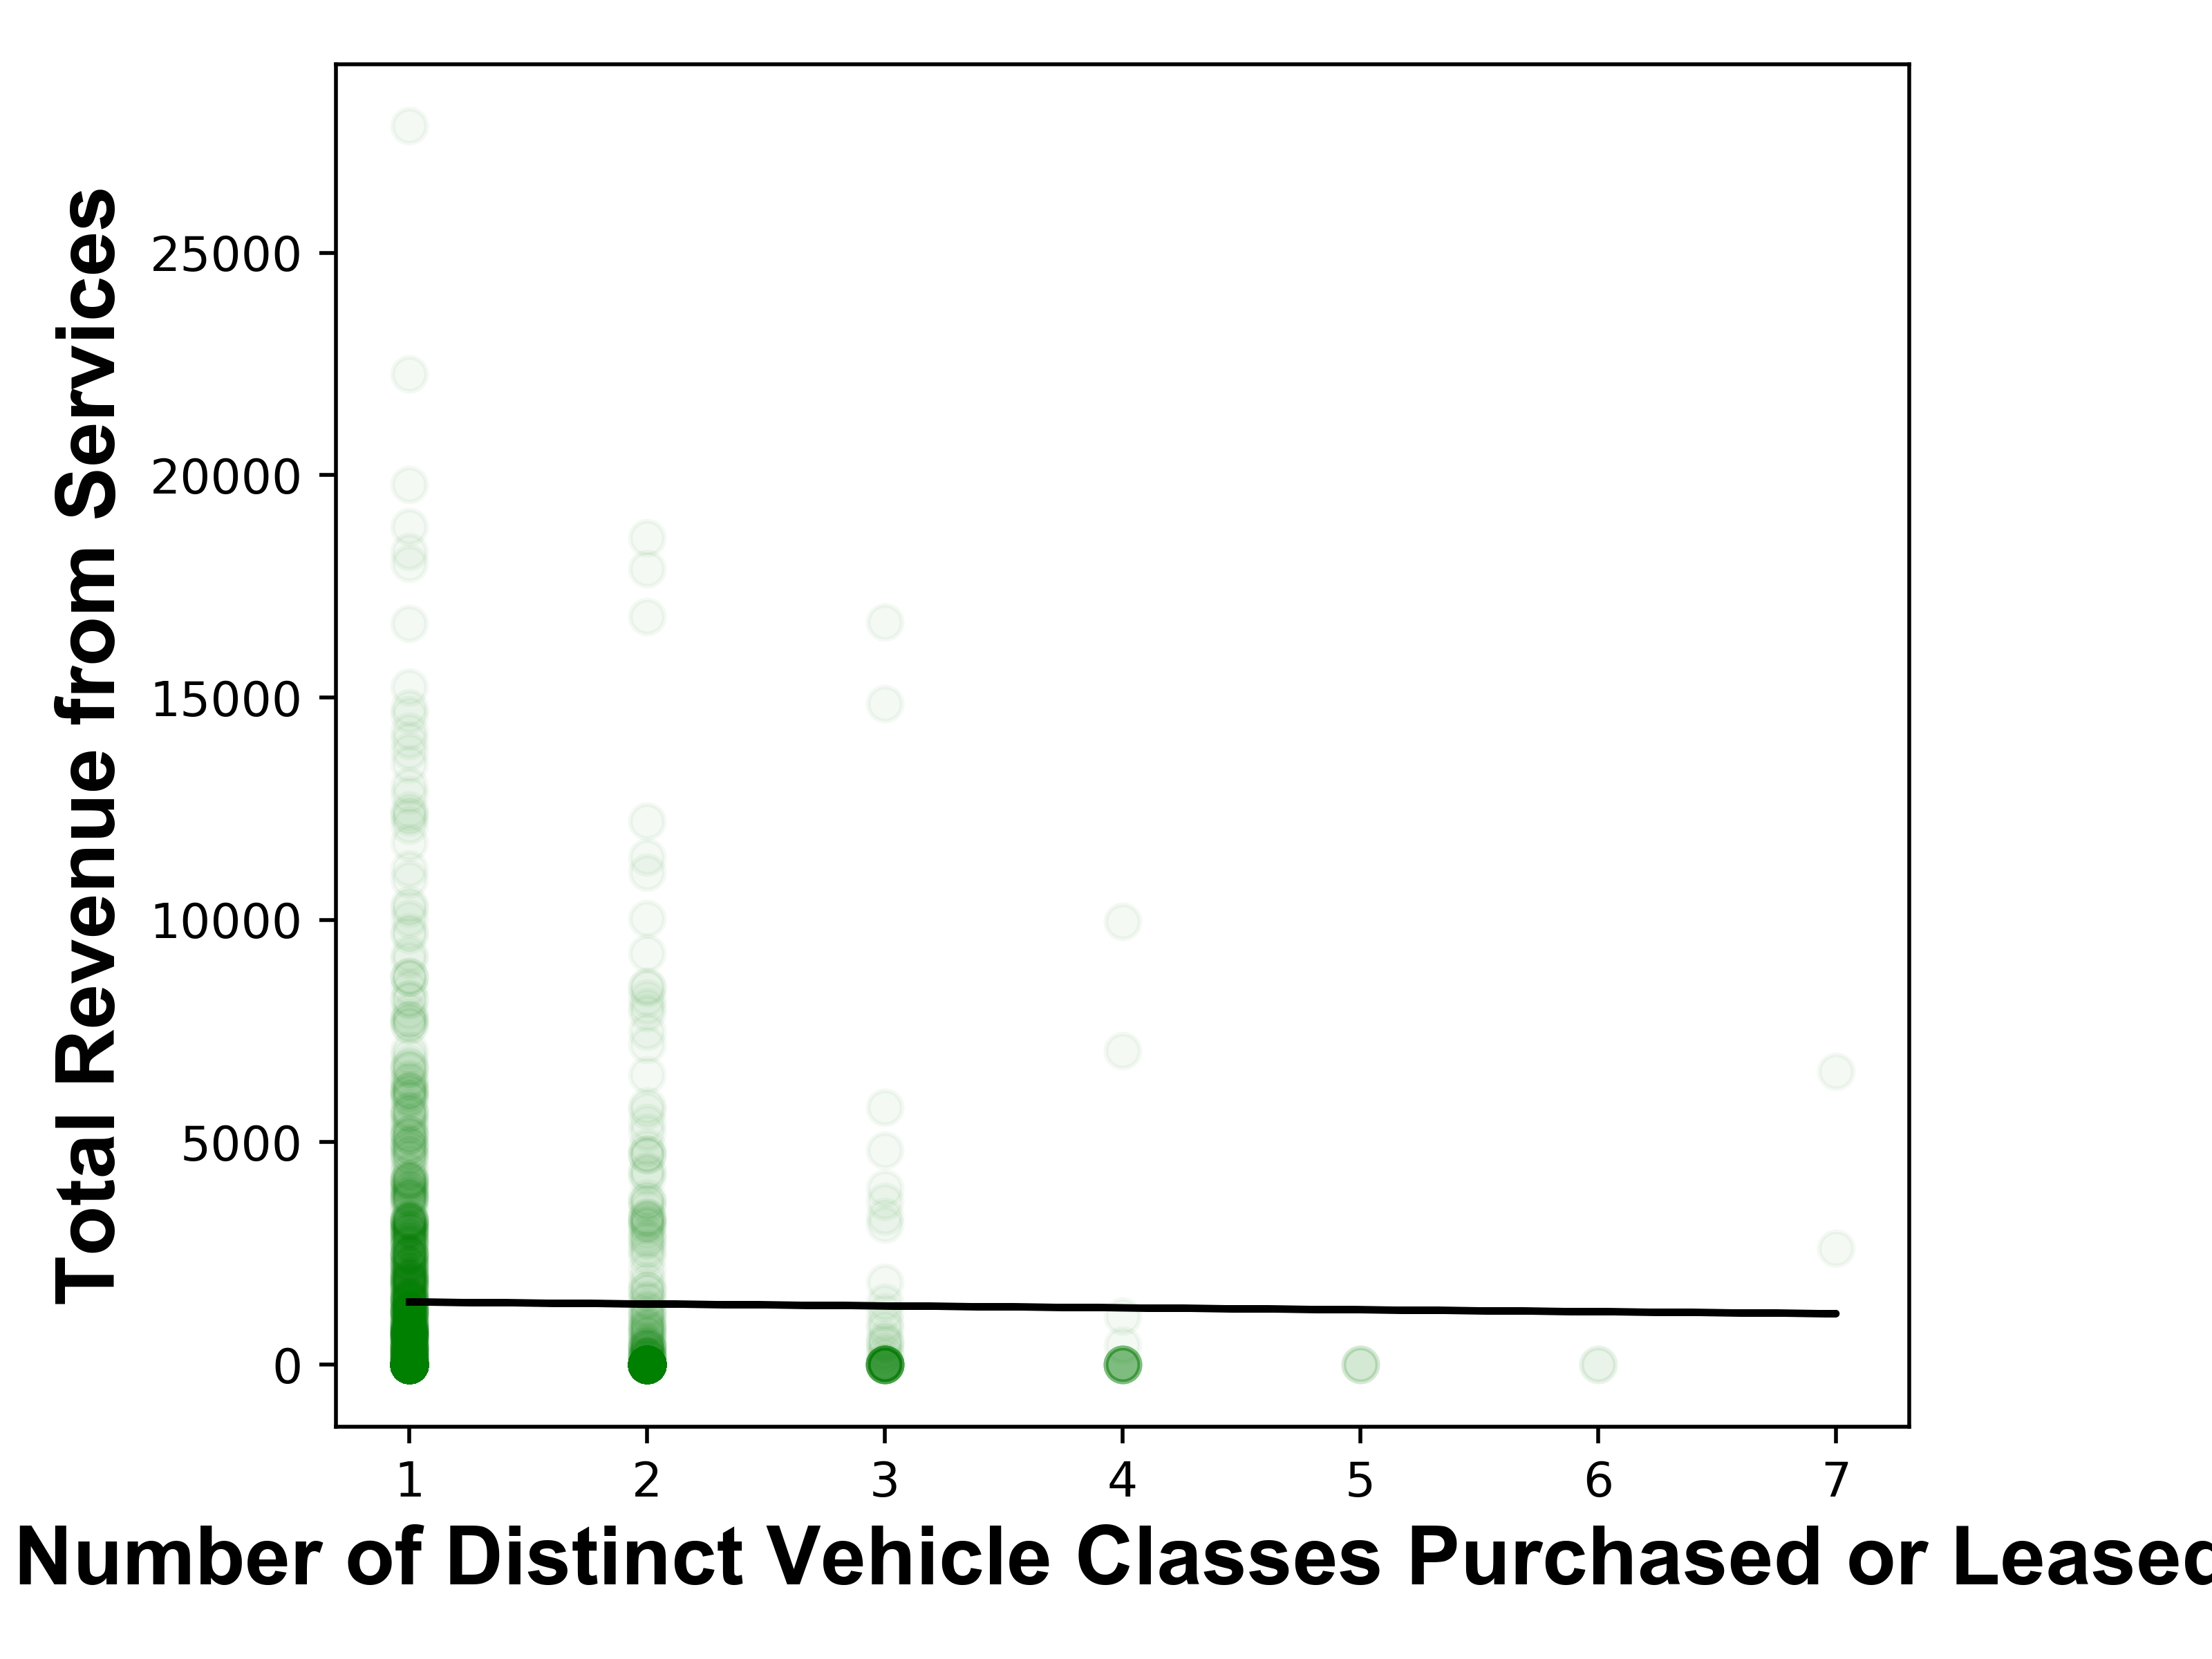 Total Revenue from Services
25000
20000
15000
10000
5000
0
1 2 3 4 5 6 7
Number of Distinct Vehicle Classes Purchased or Leased